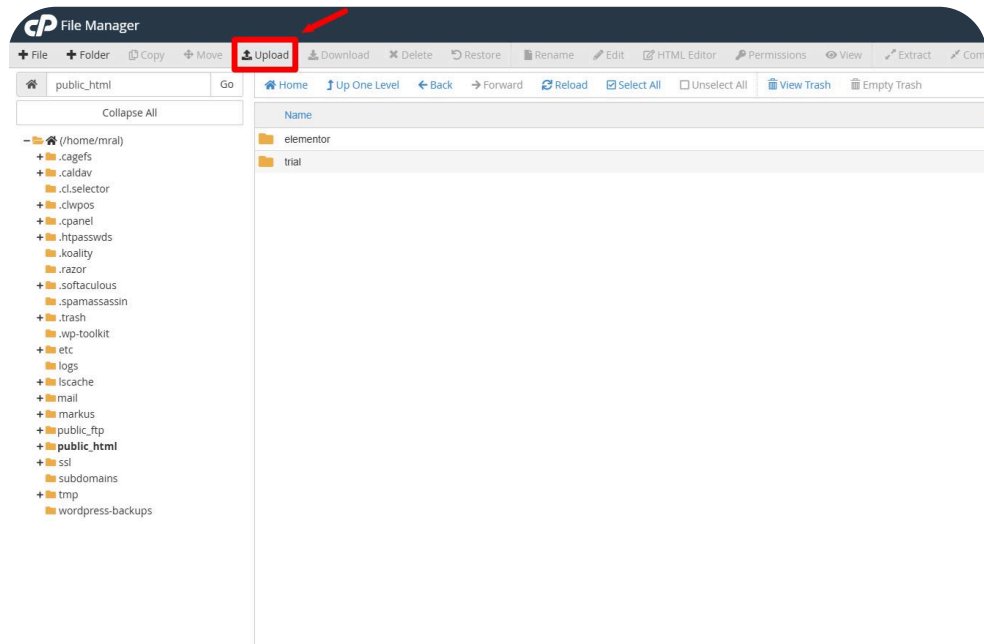 cP File Manager
+ File + Folder Copy Move Upload Download Delete Restore Rename Edit HTML Editor Permissions View Extract
public_html Go Home Up One Level Back Forward Reload Select All Unselect All View Trash Empty Trash
Collapse All
Name
elementor
trial
(/home/mral)
.cagefs
.caldav
.cl.selector
.clwpos
.cpanel
.htpasswds
.koality
.razor
.softaculous
.spamassassin
.trash
.wp-toolkit
etc
logs
lscache
mail
markus
public_ftp
public_html
ssl
subdomains
tmp
wordpress-backups